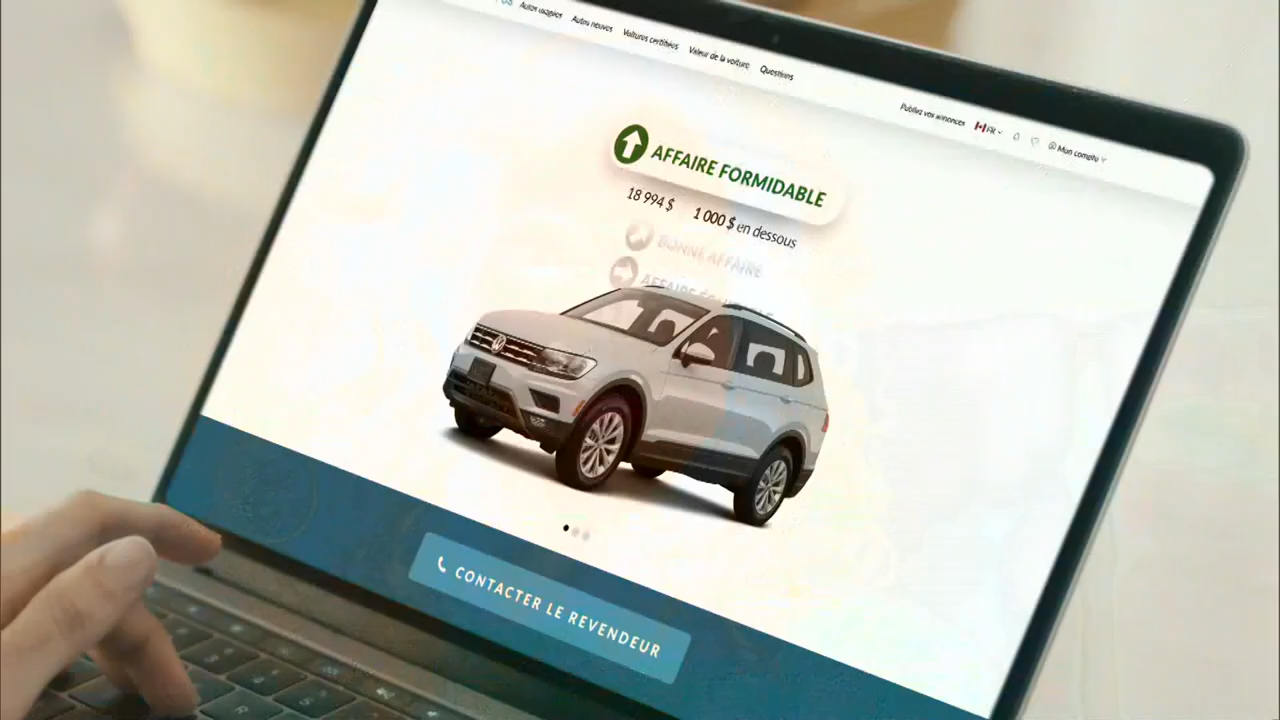 Autos usagées Autos neuves Voitures certifiées Valeur de la voiture Questions
Publiez vos annonces FR Mon compte
AFFAIRE FORMIDABLE
18 994 $ 1 000 $ en dessous
BONNE AFFAIRE
AFFAIRE
CONTACTER LE REVENDEUR
R